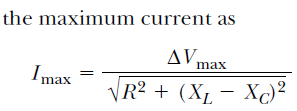 the maximum current as
I_max = ΔV_max / √(R² + (X_L − X_C)²)